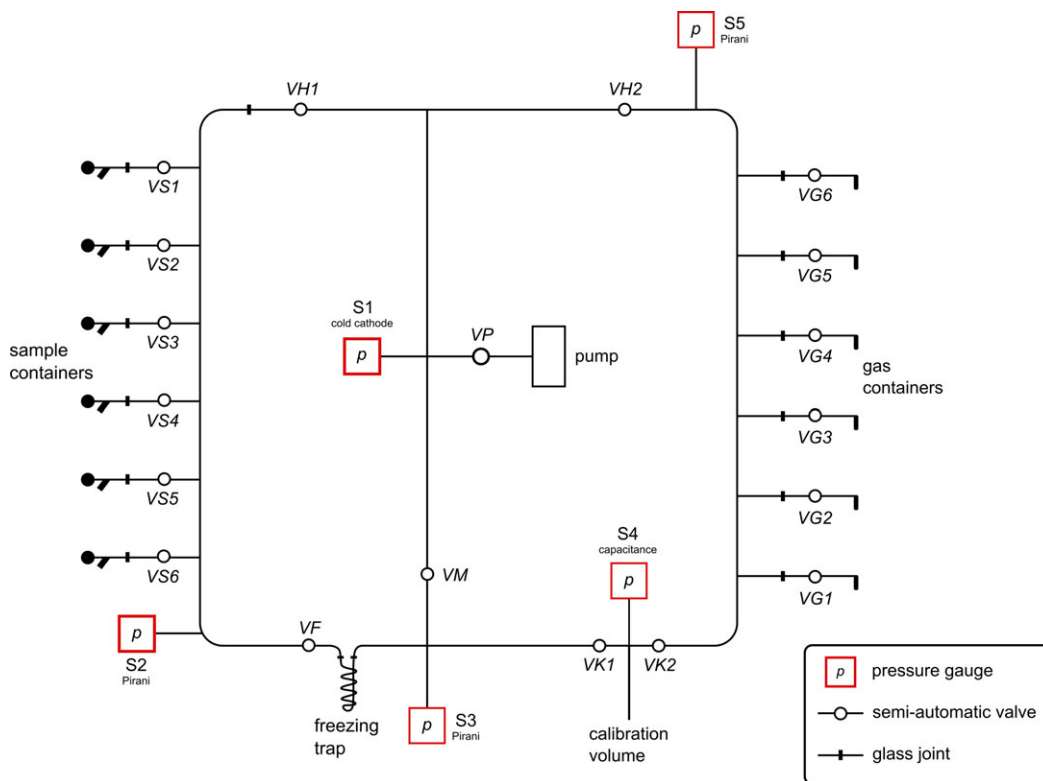 p
S5
Pirani
VH1
VH2
VS1
VG6
VS2
VG5
S1
cold cathode
VP
VS3
p
pump
VG4
sample
containers
gas
containers
VS4
VG3
VS5
VG2
S4
capacitance
VS6
p
VM
VG1
p
VF
S2
Pirani
VK1
VK2
freezing
trap
p
S3
Pirani
calibration
volume
p
pressure gauge
semi-automatic valve
glass joint